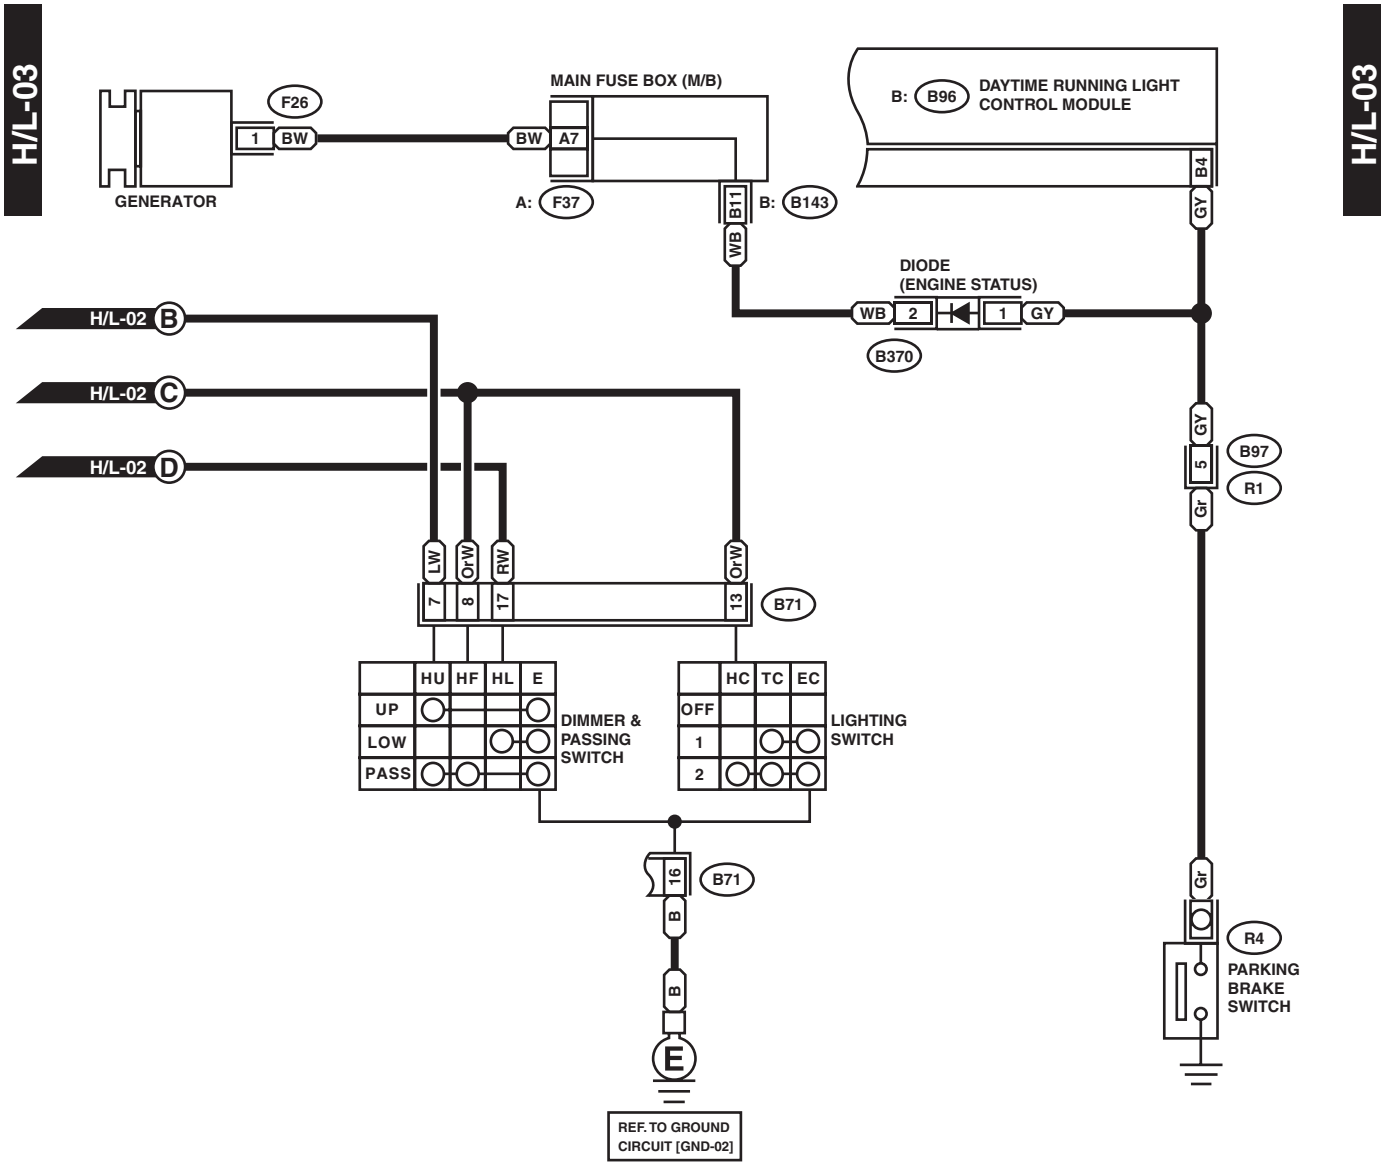 H/L-03
H/L-03
MAIN FUSE BOX (M/B)
F26
1
BW
BW
A7
GENERATOR
A:
F37
B11
B:
B143
WB
B:
B96
DAYTIME RUNNING LIGHT
CONTROL MODULE
B4
GY
DIODE
(ENGINE STATUS)
WB
2
1
GY
B370
H/L-02
B
H/L-02
C
H/L-02
D
GY
5
B97
R1
Gr
LW
OrW
RW
OrW
7
8
17
13
B71
HU HF HL E
UP
LOW
PASS
DIMMER &
PASSING
SWITCH
HC TC EC
OFF
1
2
LIGHTING
SWITCH
16
B71
B
B
E
REF. TO GROUND
CIRCUIT [GND-02]
Gr
R4
PARKING
BRAKE
SWITCH